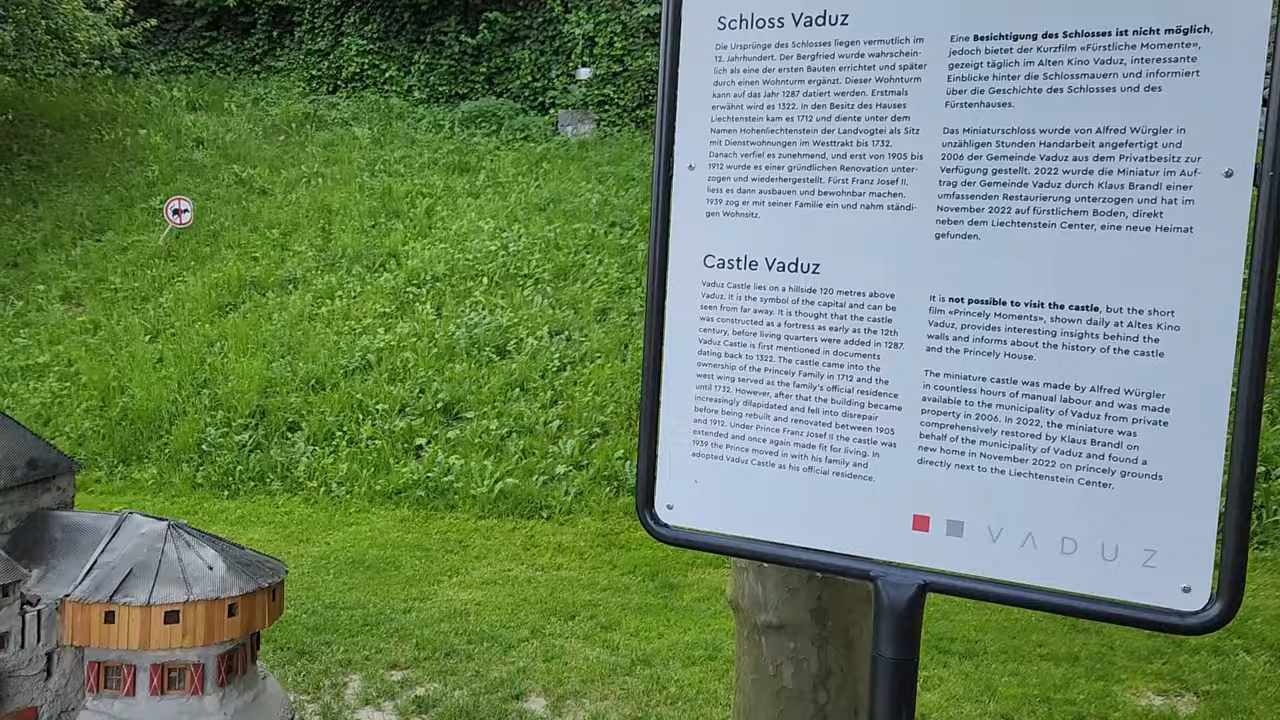 Schloss Vaduz
Die Ursprünge des Schlosses liegen vermutlich im
12. Jahrhundert. Der Bergfried wurde wahrschein-
lich als eine der ersten Bauten errichtet und später
durch einen Wohnturm ergänzt. Dieser Wohnturm
kann auf das Jahr 1287 datiert werden. Erstmals
erwähnt wird es 1322. In den Besitz des Hauses
Liechtenstein kam es 1712 und diente unter dem
Namen Hohenliechtenstein der Landvogtei als Sitz
mit Dienstwohnungen im Westtrakt bis 1732.
Danach verfiel es zunehmend, und erst von 1905 bis
1912 wurde es einer gründlichen Renovation unter-
zogen und wiederhergestellt. Fürst Franz Josef II.
liess es dann ausbauen und bewohnbar machen.
1939 zog er mit seiner Familie ein und nahm ständi-
gen Wohnsitz.
Eine Besichtigung des Schlosses ist nicht möglich,
jedoch bietet der Kurzfilm «Fürstliche Momente»,
gezeigt täglich im Alten Kino Vaduz, interessante
Einblicke hinter die Schlossmauern und informiert
über die Geschichte des Schlosses und des
Fürstenhauses.
Das Miniaturschloss wurde von Alfred Würgler in
unzähligen Stunden Handarbeit angefertigt und
2006 der Gemeinde Vaduz aus dem Privatbesitz zur
Verfügung gestellt. 2022 wurde die Miniatur im Auf-
trag der Gemeinde Vaduz durch Klaus Brandl einer
umfassenden Restaurierung unterzogen und hat im
November 2022 auf fürstlichem Boden, direkt
neben dem Liechtenstein Center, eine neue Heimat
gefunden.
Castle Vaduz
Vaduz Castle lies on a hillside 120 metres above
Vaduz. It is the symbol of the capital and can be
seen from far away. It is thought that the castle
was constructed as a fortress as early as the 12th
century, before living quarters were added in 1287.
Vaduz Castle is first mentioned in documents
dating back to 1322. The castle came into the
ownership of the Princely Family in 1712 and the
west wing served as the family's official residence
until 1732. However, after that the building became
increasingly dilapidated and fell into disrepair
before being rebuilt and renovated between 1905
and 1912. Under Prince Franz Josef II the castle was
extended and once again made fit for living. In
1939 the Prince moved in with his family and
adopted Vaduz Castle as his official residence.
It is not possible to visit the castle, but the short
film «Princely Moments», shown daily at Altes Kino
Vaduz, provides interesting insights behind the
walls and informs about the history of the castle
and the Princely House.
The miniature castle was made by Alfred Würgler
in countless hours of manual labour and was made
available to the municipality of Vaduz from private
property in 2006. In 2022, the miniature was
comprehensively restored by Klaus Brandl on
behalf of the municipality of Vaduz and found a
new home in November 2022 on princely grounds
directly next to the Liechtenstein Center.
VADUZ